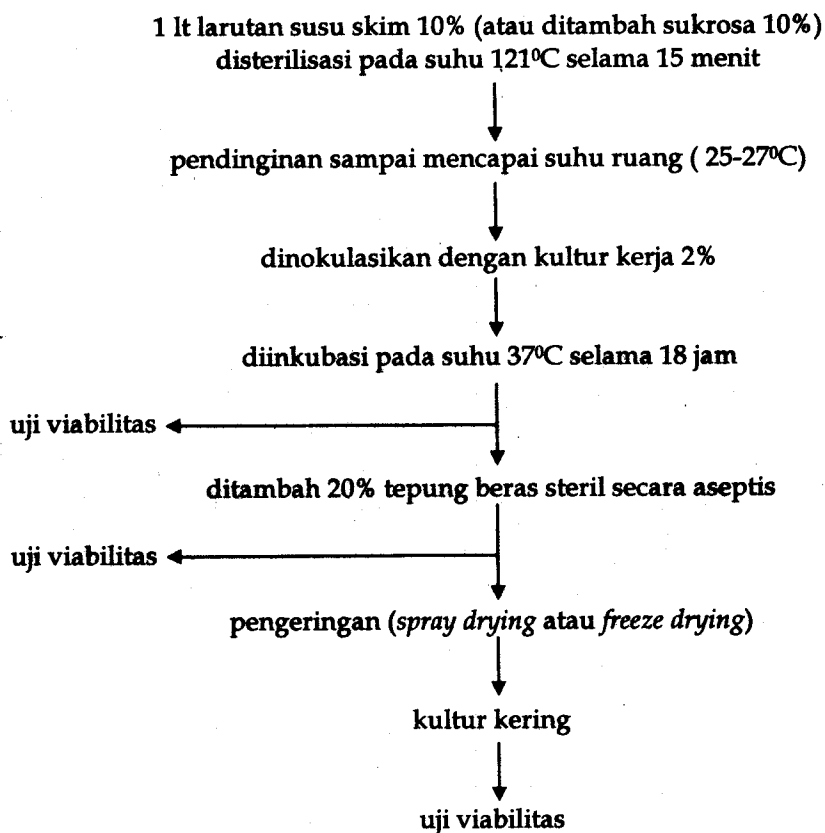 1 lt larutan susu skim 10% (atau ditambah sukrosa 10%)
disterilisasi pada suhu 121⁰C selama 15 menit
pendinginan sampai mencapai suhu ruang ( 25-27⁰C)
dinokulasikan dengan kultur kerja 2%
diinkubasi pada suhu 37⁰C selama 18 jam
uji viabilitas
ditambah 20% tepung beras steril secara aseptis
uji viabilitas
pengeringan (spray drying atau freeze drying)
kultur kering
uji viabilitas